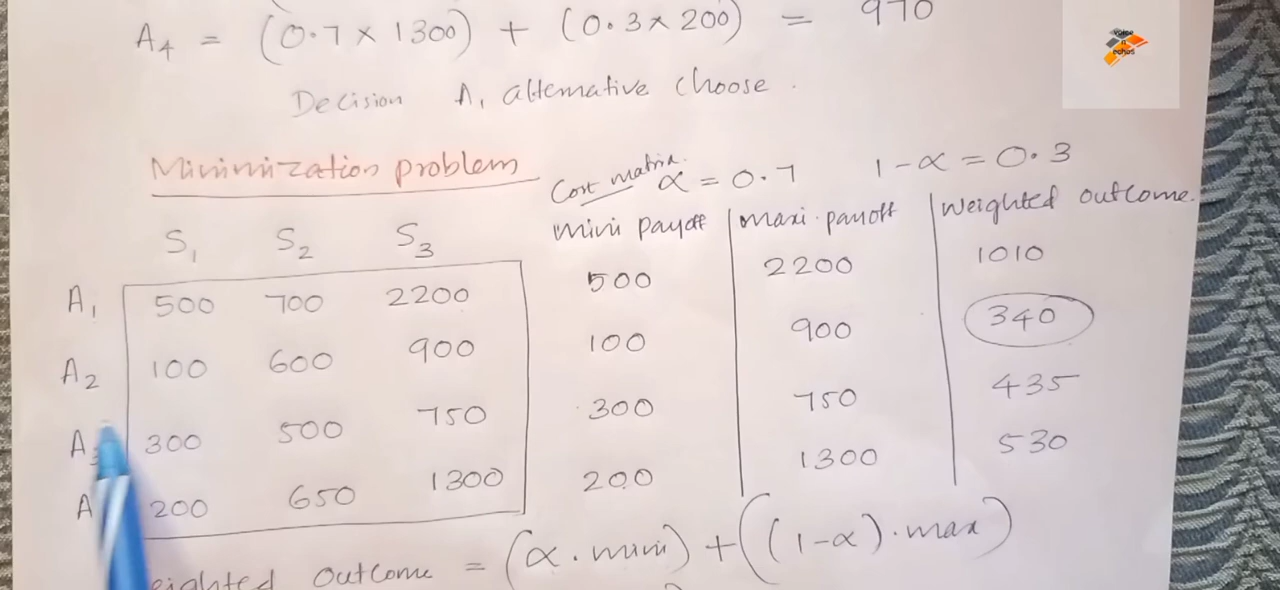 A4 = (0.7 x 1300) + (0.3 x 200) = 970
Decision A1 alternative choose.
Minimization problem
Cost matrix α = 0.7 1-α = 0.3
S1 S2 S3 mini payoff maxi. payoff weighted outcome.
A1 500 700 2200 500 2200 1010
A2 100 600 900 100 900 340
A3 300 500 750 300 750 435
A 200 650 1300 200 1300 530
eighted outcome = (α . mini) + ((1-α) . max)